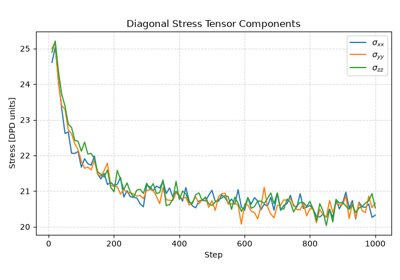 Diagonal Stress Tensor Components
σxx
σyy
σzz
Stress [DPD units]
25
24
23
22
21
20
0
200
400
600
800
1000
Step